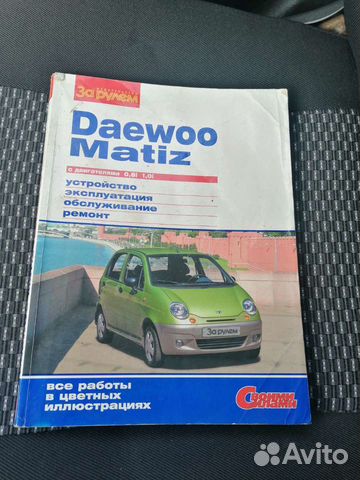 За рулем
Daewoo
Matiz
с двигателями 0,8i 1,0i
устройство
эксплуатация
обслуживание
ремонт
За рулем
все работы
в цветных
иллюстрациях
Своими
силами
Avito